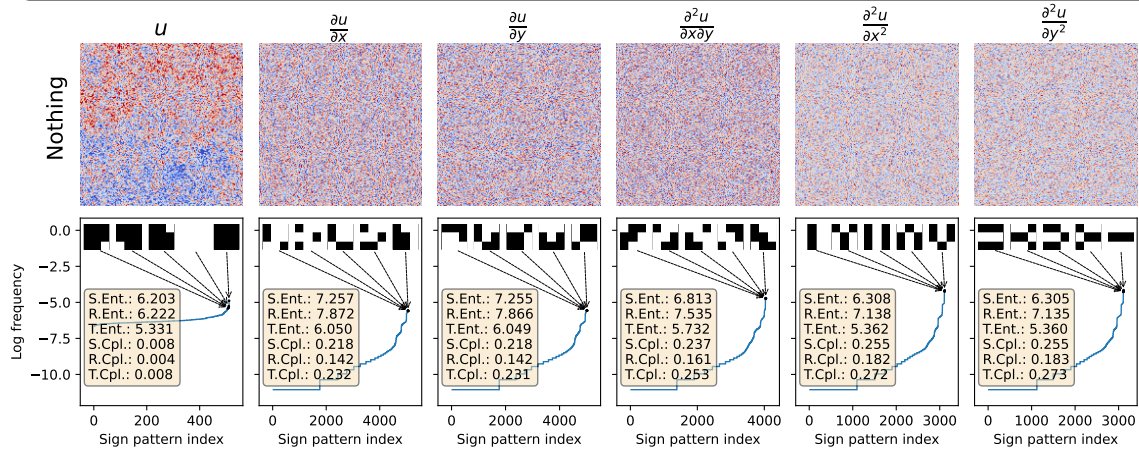 u ∂u/∂x ∂u/∂y ∂²u/∂x∂y ∂²u/∂x² ∂²u/∂y²
Nothing
Log frequency
0.0
−2.5
−5.0
−7.5
−10.0
S.Ent.: 6.203
R.Ent.: 6.222
T.Ent.: 5.331
S.Cpl.: 0.008
R.Cpl.: 0.004
T.Cpl.: 0.008
0 200 400
Sign pattern index
S.Ent.: 7.257
R.Ent.: 7.872
T.Ent.: 6.050
S.Cpl.: 0.218
R.Cpl.: 0.142
T.Cpl.: 0.232
0 2000 4000
Sign pattern index
S.Ent.: 7.255
R.Ent.: 7.866
T.Ent.: 6.049
S.Cpl.: 0.218
R.Cpl.: 0.142
T.Cpl.: 0.231
0 2000 4000
Sign pattern index
S.Ent.: 6.813
R.Ent.: 7.535
T.Ent.: 5.732
S.Cpl.: 0.237
R.Cpl.: 0.161
T.Cpl.: 0.253
0 1000 2000 3000 4000
Sign pattern index
S.Ent.: 6.308
R.Ent.: 7.138
T.Ent.: 5.362
S.Cpl.: 0.255
R.Cpl.: 0.182
T.Cpl.: 0.272
0 1000 2000 3000
Sign pattern index
S.Ent.: 6.305
R.Ent.: 7.135
T.Ent.: 5.360
S.Cpl.: 0.255
R.Cpl.: 0.183
T.Cpl.: 0.273
0 1000 2000 3000
Sign pattern index